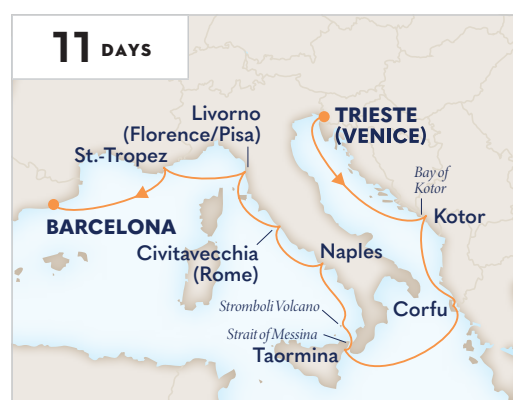 11 DAYS
Livorno
(Florence/Pisa)
St.-Tropez
TRIESTE
(VENICE)
Bay of
Kotor
Kotor
BARCELONA
Civitavecchia
(Rome)
Naples
Stromboli Volcano
Corfu
Strait of Messina
Taormina